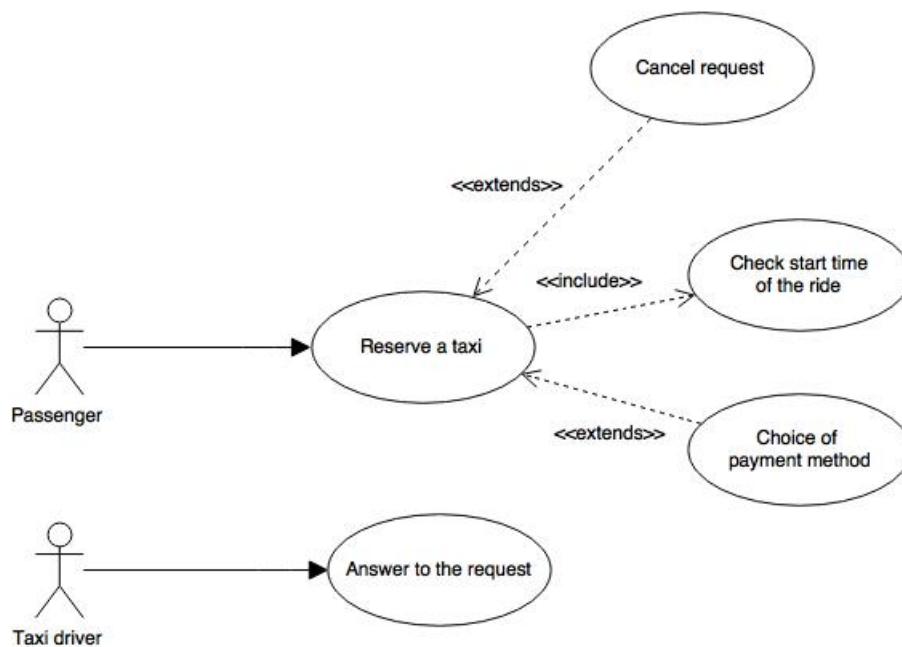 Cancel request
<<extends>>
Check start time
of the ride
<<include>>
Reserve a taxi
Passenger
<<extends>>
Choice of
payment method
Answer to the request
Taxi driver